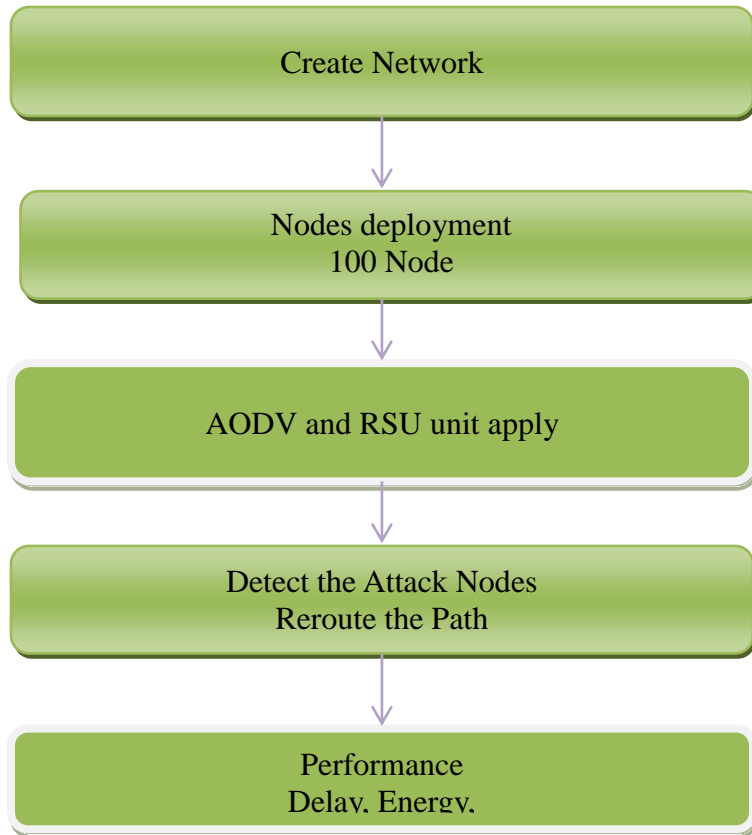 Create Network
Nodes deployment
100 Node
AODV and RSU unit apply
Detect the Attack Nodes
Reroute the Path
Performance
Delay, Energy,